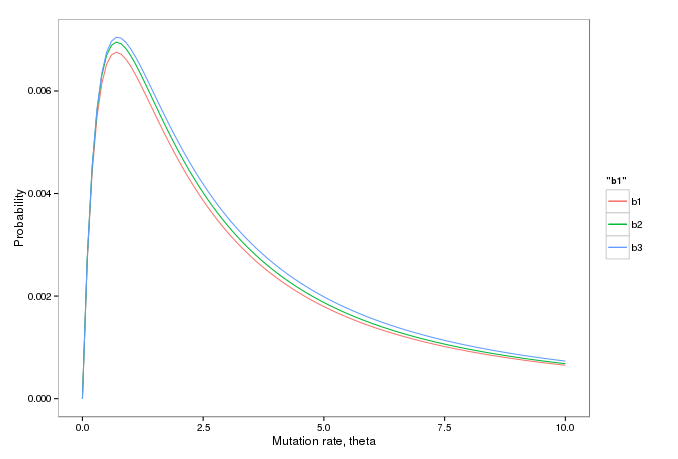 0.006
0.004
0.002
0.000
Probability
0.0 2.5 5.0 7.5 10.0
Mutation rate, theta
"b1"
b1
b2
b3